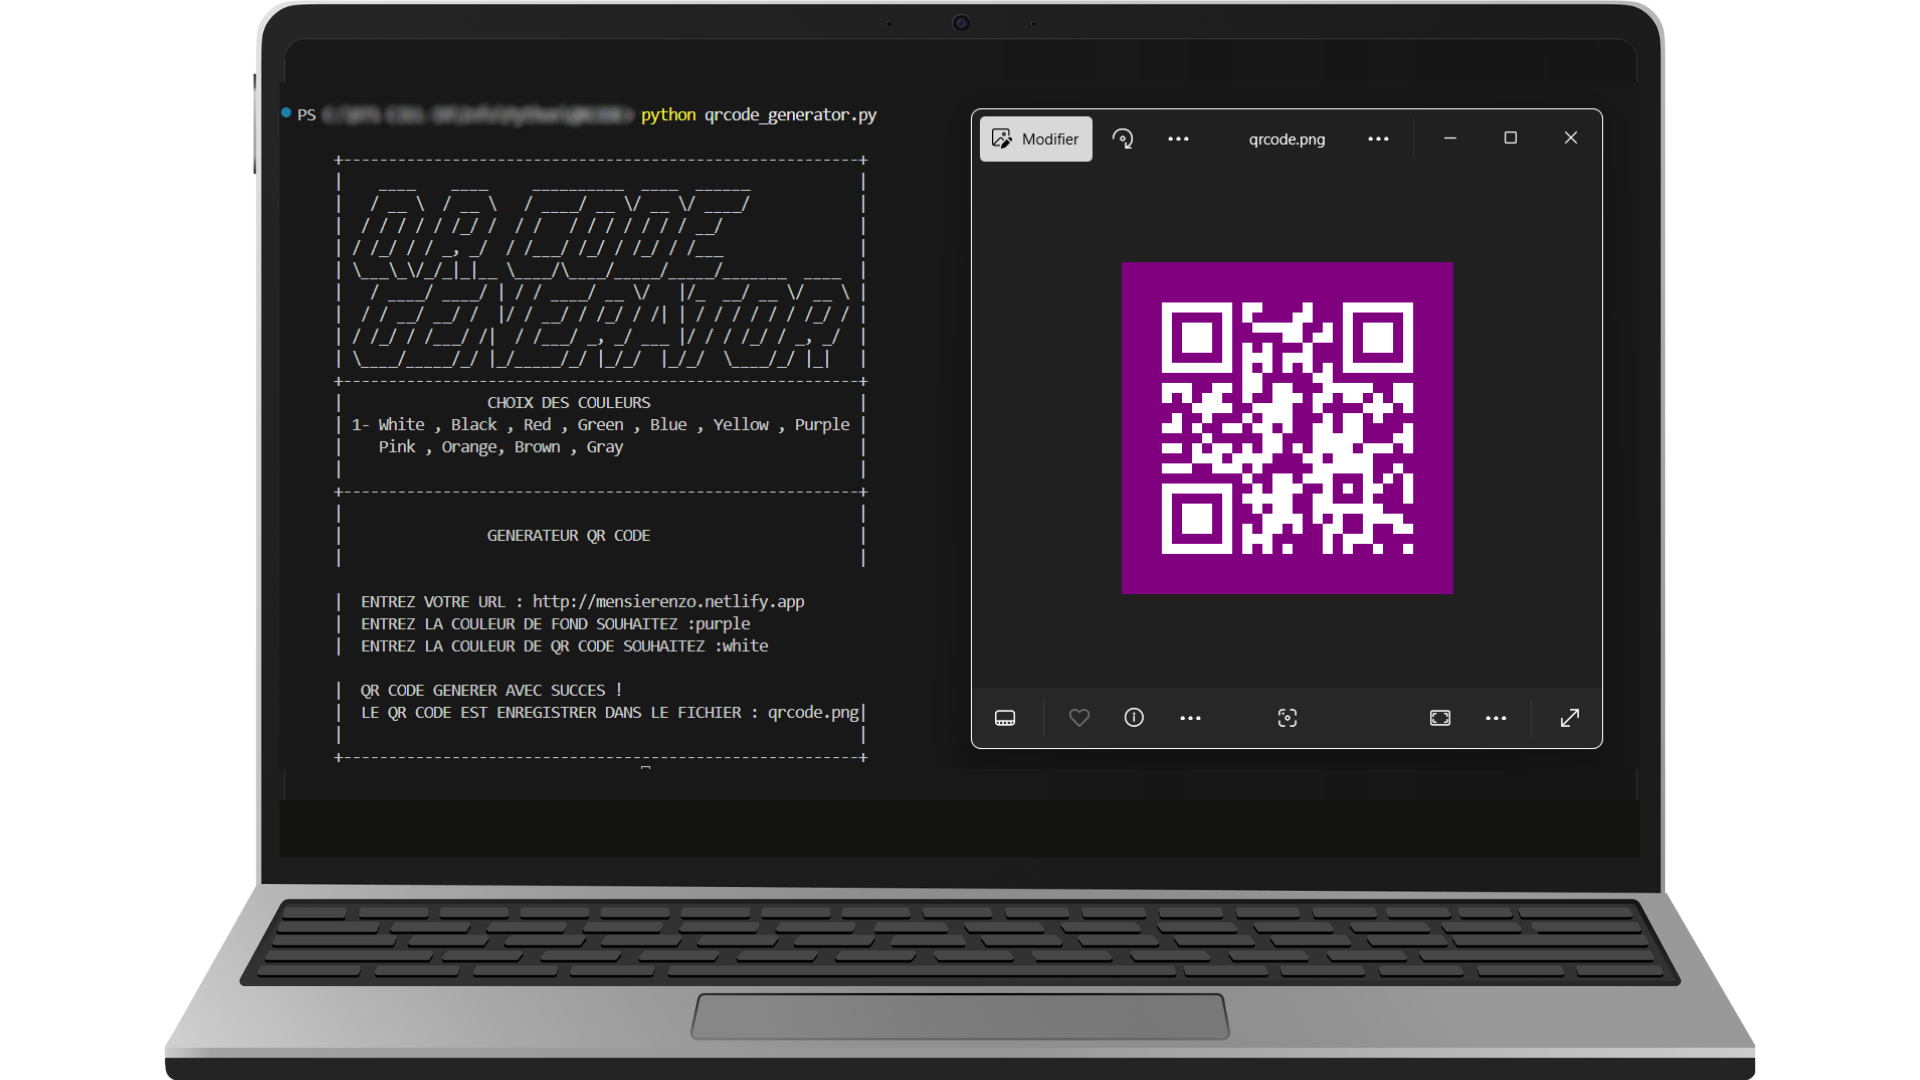 PS python qrcode_generator.py
QR CODE
GENERATOR
CHOIX DES COULEURS
1- White , Black , Red , Green , Blue , Yellow , Purple
Pink , Orange, Brown , Gray
GENERATEUR QR CODE
ENTREZ VOTRE URL : http://mensierenzo.netlify.app
ENTREZ LA COULEUR DE FOND SOUHAITEZ :purple
ENTREZ LA COULEUR DE QR CODE SOUHAITEZ :white
QR CODE GENERER AVEC SUCCES !
LE QR CODE EST ENREGISTRER DANS LE FICHIER : qrcode.png
Modifier
qrcode.png